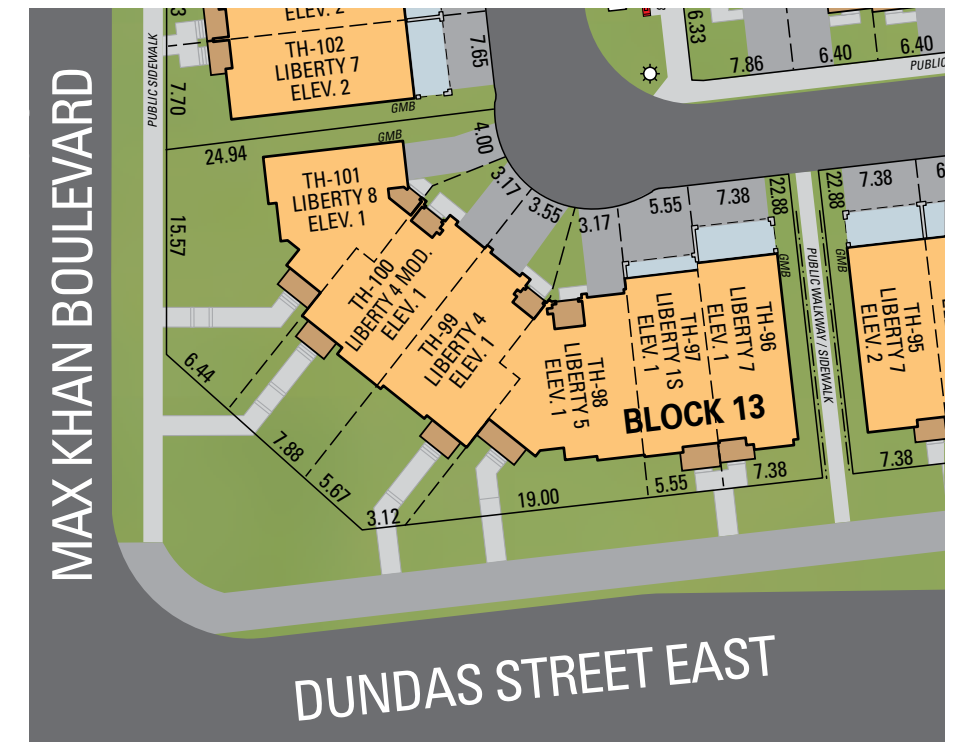 ELEV. 2
7.65
6.33
7.86
6.40
6.40
PUBLIC
TH-102
LIBERTY 7
ELEV. 2
PUBLIC SIDEWALK
7.70
GMB
GMB
24.94
4.00
3.17
3.55
3.17
5.55
7.38
22.88
22.88
7.38
6
TH-101
LIBERTY 8
ELEV. 1
15.57
TH-100
LIBERTY 4 MOD.
ELEV. 1
TH-99
LIBERTY 4
ELEV. 1
TH-98
LIBERTY 5
ELEV. 1
TH-97
LIBERTY 1S
ELEV. 1
TH-96
LIBERTY 7
ELEV. 1
GMB
PUBLIC WALKWAY / SIDEWALK
GMB
TH-95
LIBERTY 7
ELEV. 2
BLOCK 13
6.44
7.88
5.67
3.12
19.00
5.55
7.38
7.38
MAX KHAN BOULEVARD
DUNDAS STREET EAST